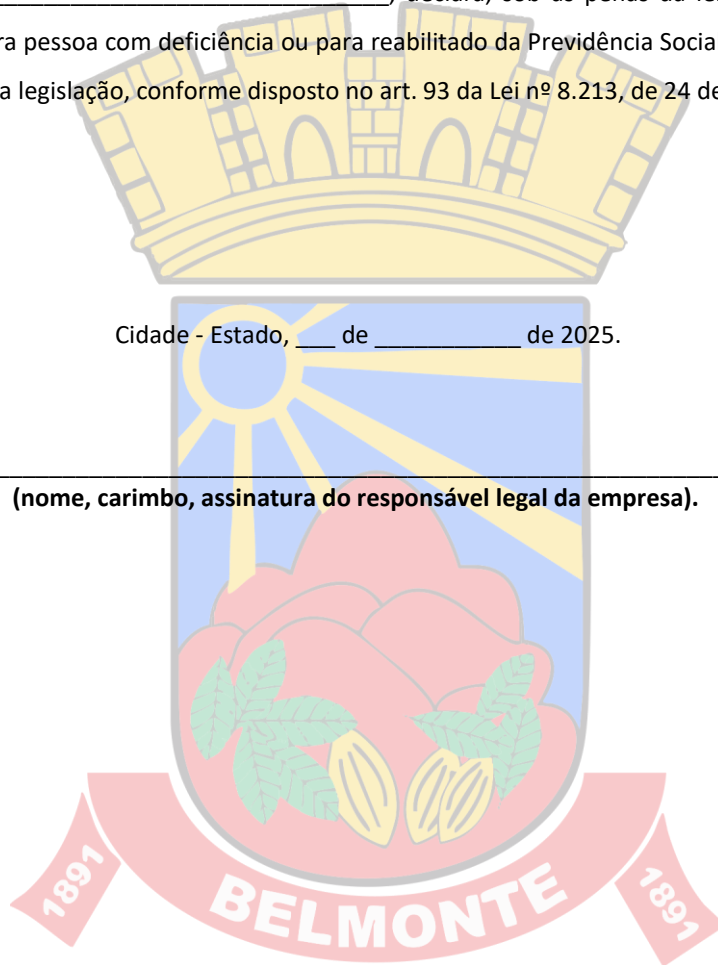 ____________________________, declara, sob as penas da le
ra pessoa com deficiência ou para reabilitado da Previdência Socia
a legislação, conforme disposto no art. 93 da Lei nº 8.213, de 24 de
Cidade - Estado, ___ de ___________ de 2025.
(nome, carimbo, assinatura do responsável legal da empresa).
1891 BELMONTE 1891